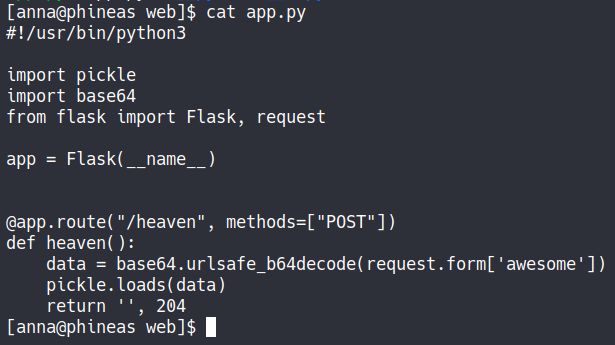 [anna@phineas web]$ cat app.py
#!/usr/bin/python3

import pickle
import base64
from flask import Flask, request

app = Flask(__name__)


@app.route("/heaven", methods=["POST"])
def heaven():
    data = base64.urlsafe_b64decode(request.form['awesome'])
    pickle.loads(data)
    return '', 204
[anna@phineas web]$